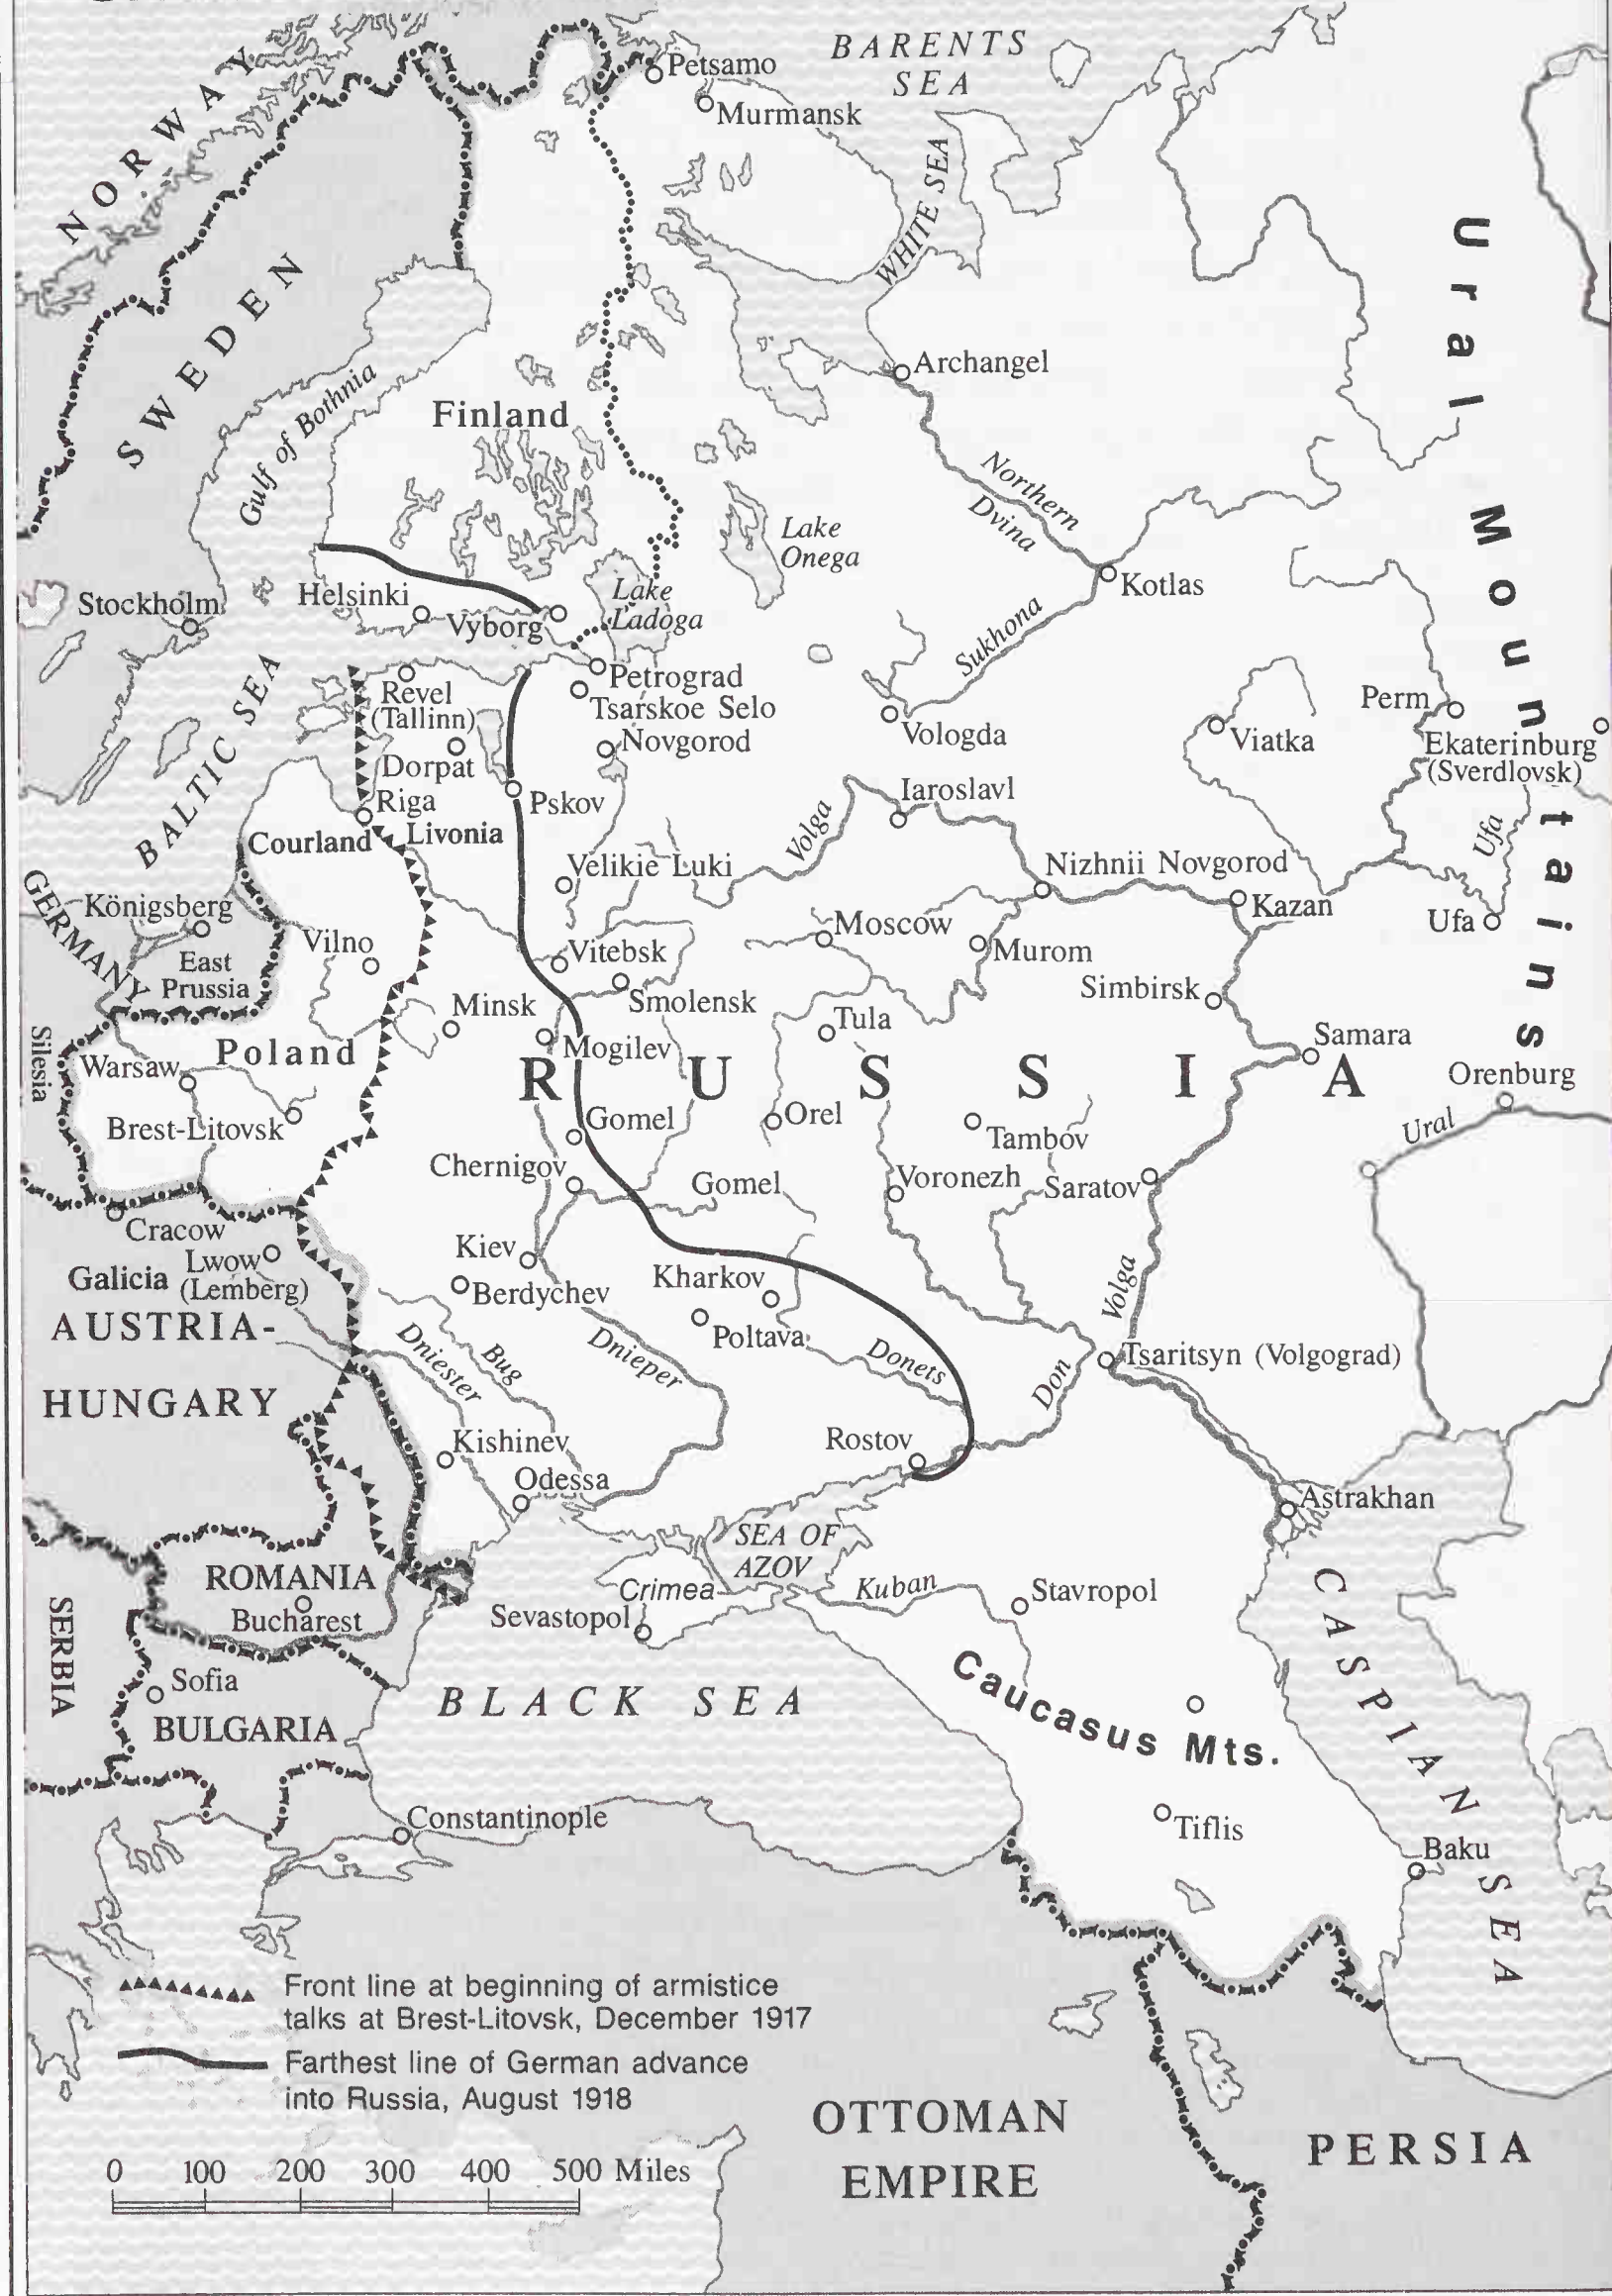 BARENTS
SEA
Petsamo
Murmansk
NORWAY
WHITE SEA
SWEDEN
Ural Mountains
Archangel
Gulf of Bothnia
Finland
Northern
Dvina
Lake
Onega
Kotlas
Stockholm
Helsinki
Vyborg
Lake
Ladoga
Sukhona
BALTIC SEA
Petrograd
Revel
(Tallinn)
Tsarskoe Selo
Novgorod
Vologda
Perm
Viatka
Ekaterinburg
(Sverdlovsk)
Dorpat
Riga
Pskov
Iaroslavl
Volga
Ufa
Courland
Livonia
Velikie Luki
Nizhnii Novgorod
GERMANY
Königsberg
Kazan
Moscow
Ufa
Vilno
Vitebsk
Murom
East
Prussia
Smolensk
Simbirsk
Minsk
Tula
Samara
Silesia
Warsaw
Poland
Mogilev
RUSSIA
Orenburg
Brest-Litovsk
Gomel
Orel
Tambov
Ural
Chernigov
Gomel
Voronezh
Saratov
Cracow
Lwow
(Lemberg)
Galicia
Kiev
Berdychev
Kharkov
Volga
AUSTRIA-
HUNGARY
Poltava
Dniester
Bug
Dnieper
Donets
Don
Tsaritsyn (Volgograd)
Kishinev
Rostov
Odessa
Astrakhan
SEA OF
AZOV
ROMANIA
Bucharest
Crimea
Kuban
Stavropol
Sevastopol
SERBIA
CASPIAN SEA
Sofia
BULGARIA
BLACK SEA
Caucasus Mts.
Constantinople
Tiflis
Baku
Front line at beginning of armistice
talks at Brest-Litovsk, December 1917
Farthest line of German advance
into Russia, August 1918
OTTOMAN
EMPIRE
PERSIA
0 100 200 300 400 500 Miles